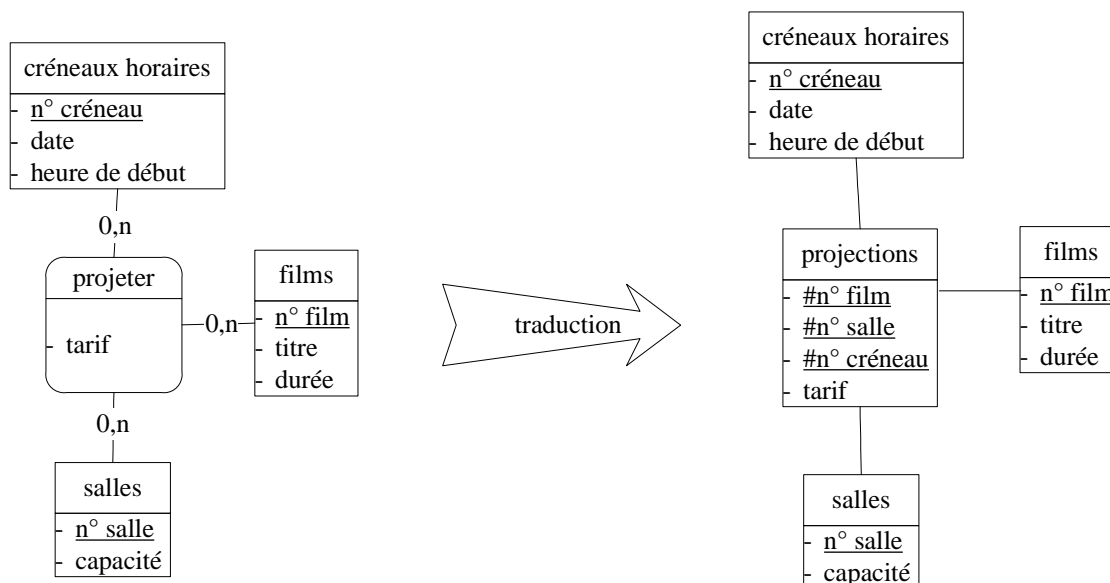 créneaux horaires
- n° créneau
- date
- heure de début
0,n
projeter
- tarif
0,n
films
- n° film
- titre
- durée
0,n
salles
- n° salle
- capacité
traduction
créneaux horaires
- n° créneau
- date
- heure de début
projections
- #n° film
- #n° salle
- #n° créneau
- tarif
films
- n° film
- titre
- durée
salles
- n° salle
- capacité